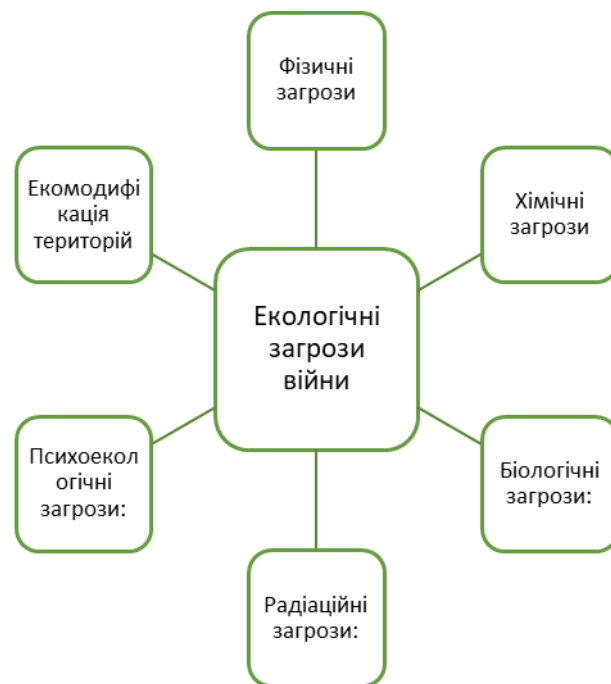 Фізичні
загрози
Екомодифі
кація
територій
Хімічні
загрози
Екологічні
загрози
війни
Психоекол
огічні
загрози:
Біологічні
загрози:
Радіаційні
загрози: